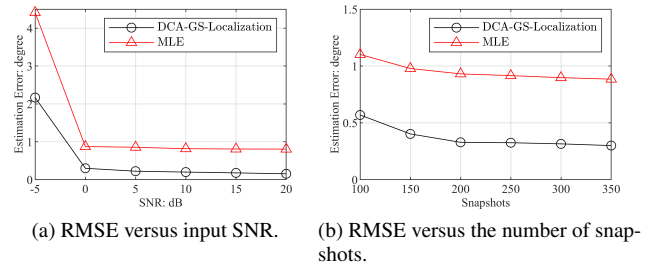 DCA-GS-Localization
MLE
Estimation Error: degree
4
3
2
1
0
-5 0 5 10 15 20
SNR: dB
(a) RMSE versus input SNR.
DCA-GS-Localization
MLE
Estimation Error: degree
1.5
1
0.5
0
100 150 200 250 300 350
Snapshots
(b) RMSE versus the number of snap-
shots.